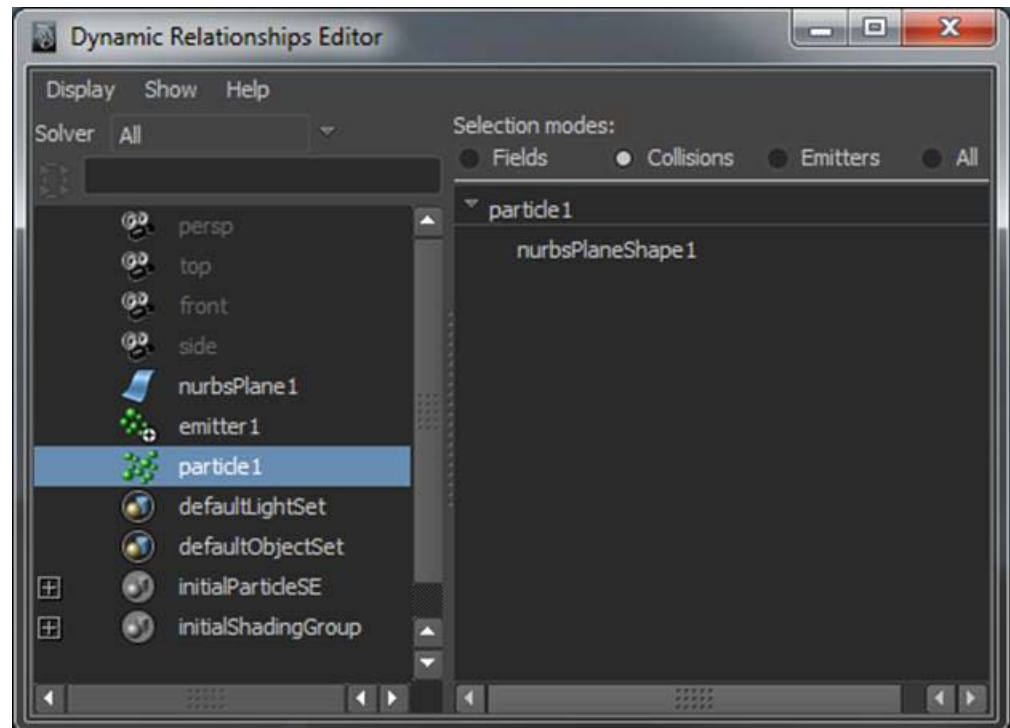 Dynamic Relationships Editor
Display Show Help
Solver All
Selection modes:
Fields Collisions Emitters All
persp
top
front
side
nurbsPlane1
emitter1
particle1
defaultLightSet
defaultObjectSet
initialParticleSE
initialShadingGroup
particle1
nurbsPlaneShape1